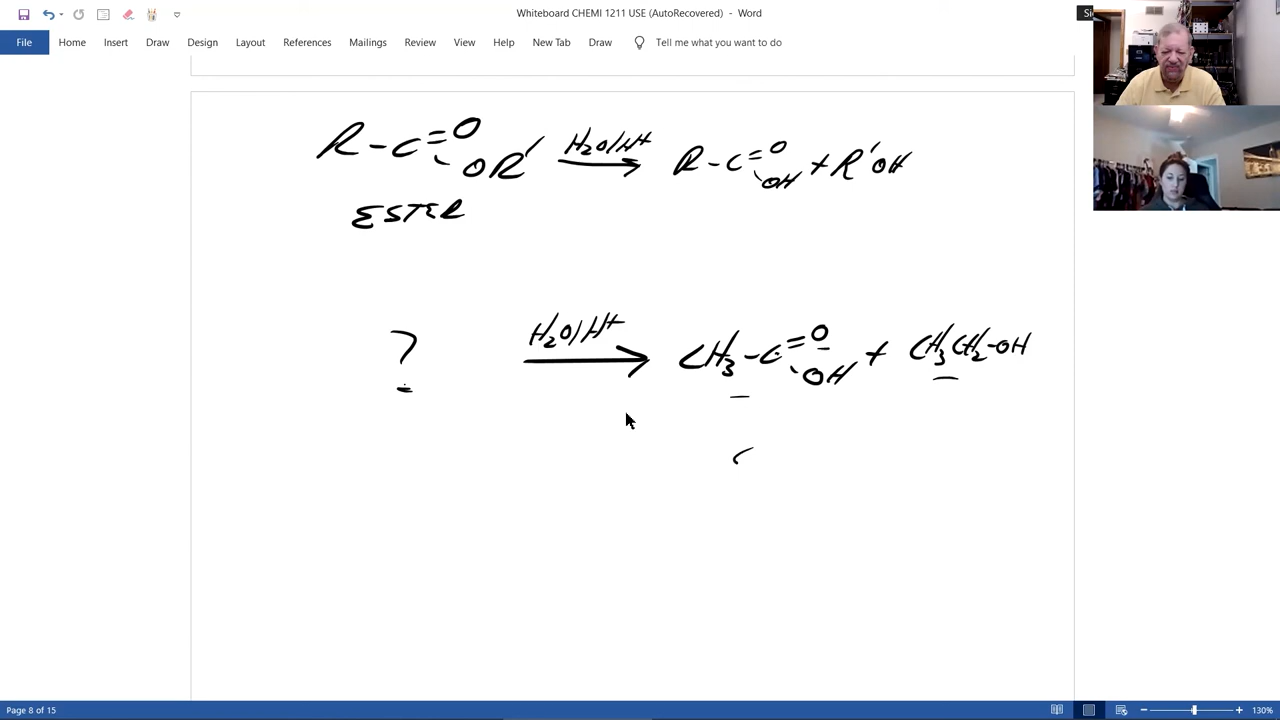 Whiteboard CHEMI 1211 USE (AutoRecovered) - Word
File Home Insert Draw Design Layout References Mailings Review View Help New Tab Draw Tell me what you want to do
R-C=O OR' H2O/H+ → R-C=O OH + R'OH
ESTER
? H2O/H+ → CH3-C=O OH + CH3CH2-OH
Page 8 of 15 130%